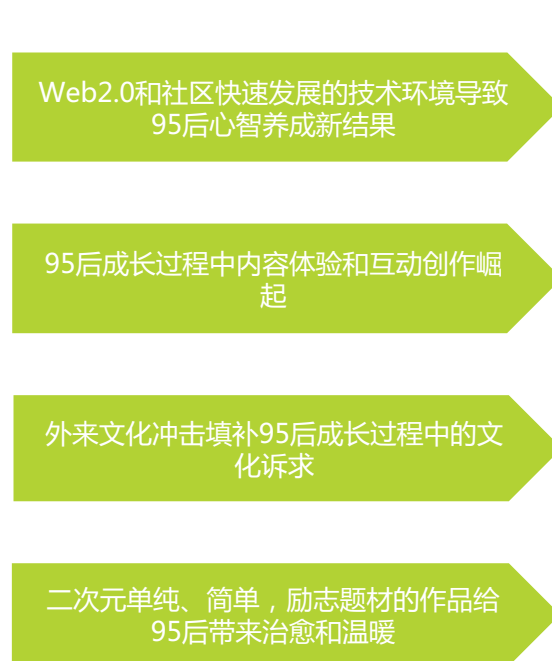 Web2.0和社区快速发展的技术环境导致
95后心智养成新结果
95后成长过程中内容体验和互动创作崛
起
外来文化冲击填补95后成长过程中的文
化诉求
二次元单纯、简单，励志题材的作品给
95后带来治愈和温暖